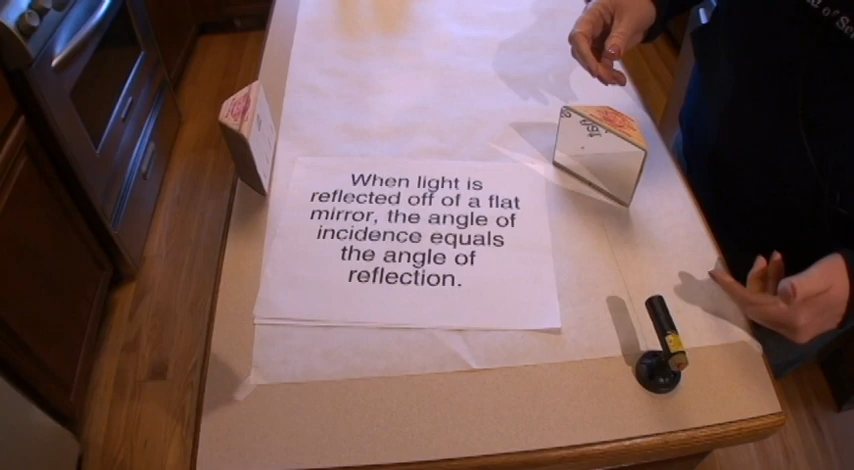 When light is
reflected off of a flat
mirror, the angle of
incidence equals
the angle of
reflection.